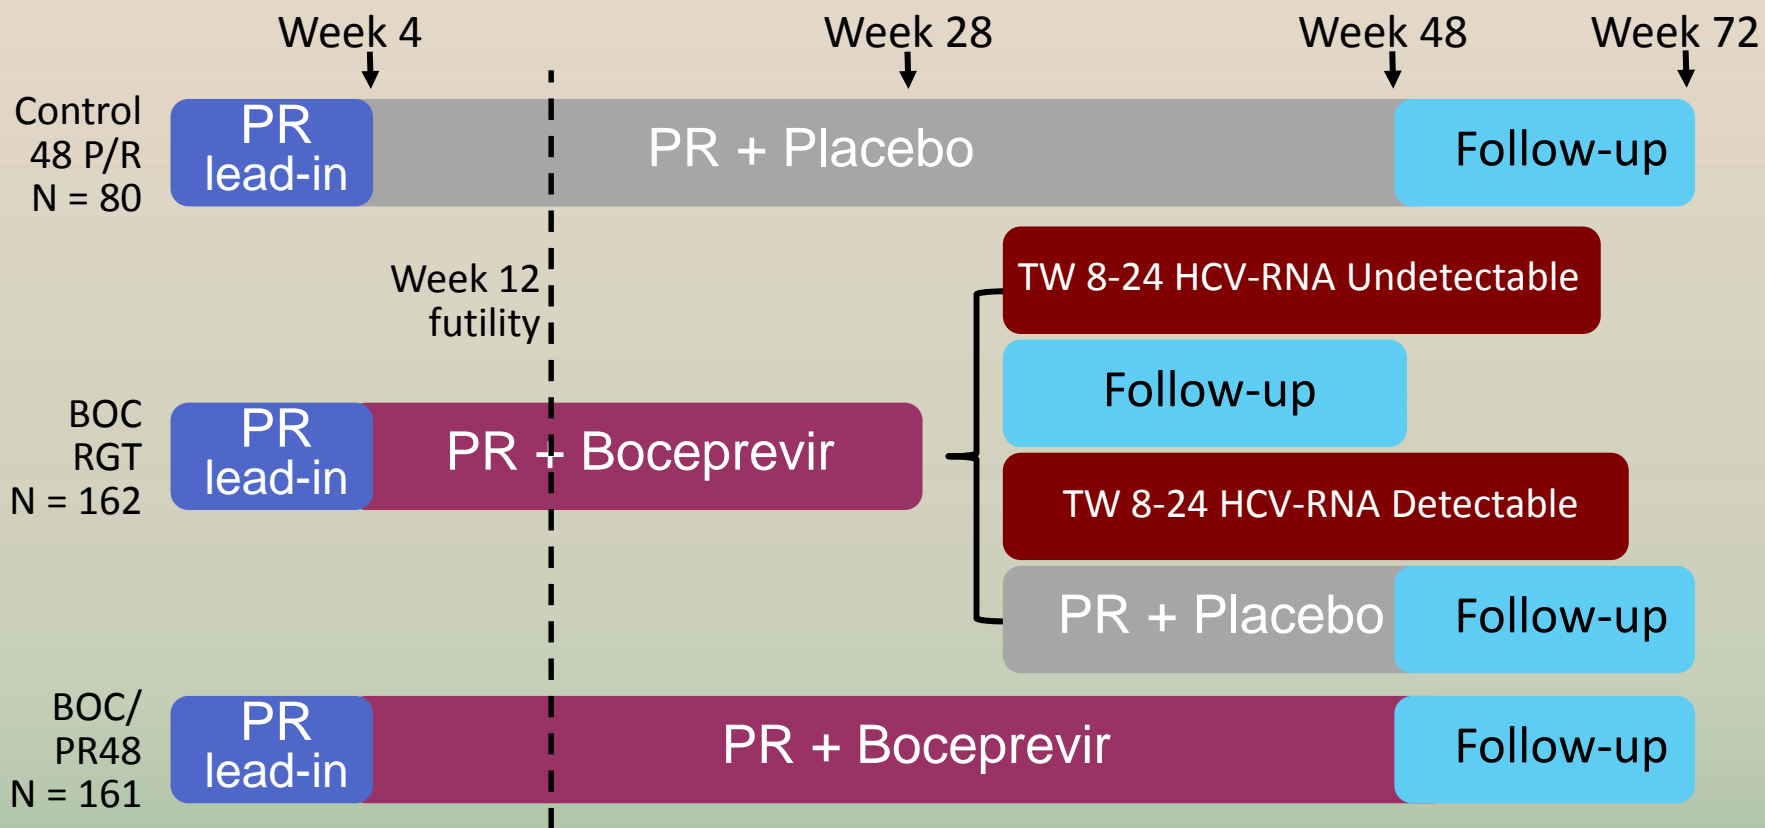 Week 4
Week 28
Week 48
Week 72
Control
48 P/R
N = 80
PR
lead-in
PR + Placebo
Follow-up
Week 12
futility
TW 8-24 HCV-RNA Undetectable
Follow-up
BOC
RGT
N = 162
PR
lead-in
PR + Boceprevir
TW 8-24 HCV-RNA Detectable
PR + Placebo
Follow-up
BOC/
PR48
N = 161
PR
lead-in
PR + Boceprevir
Follow-up